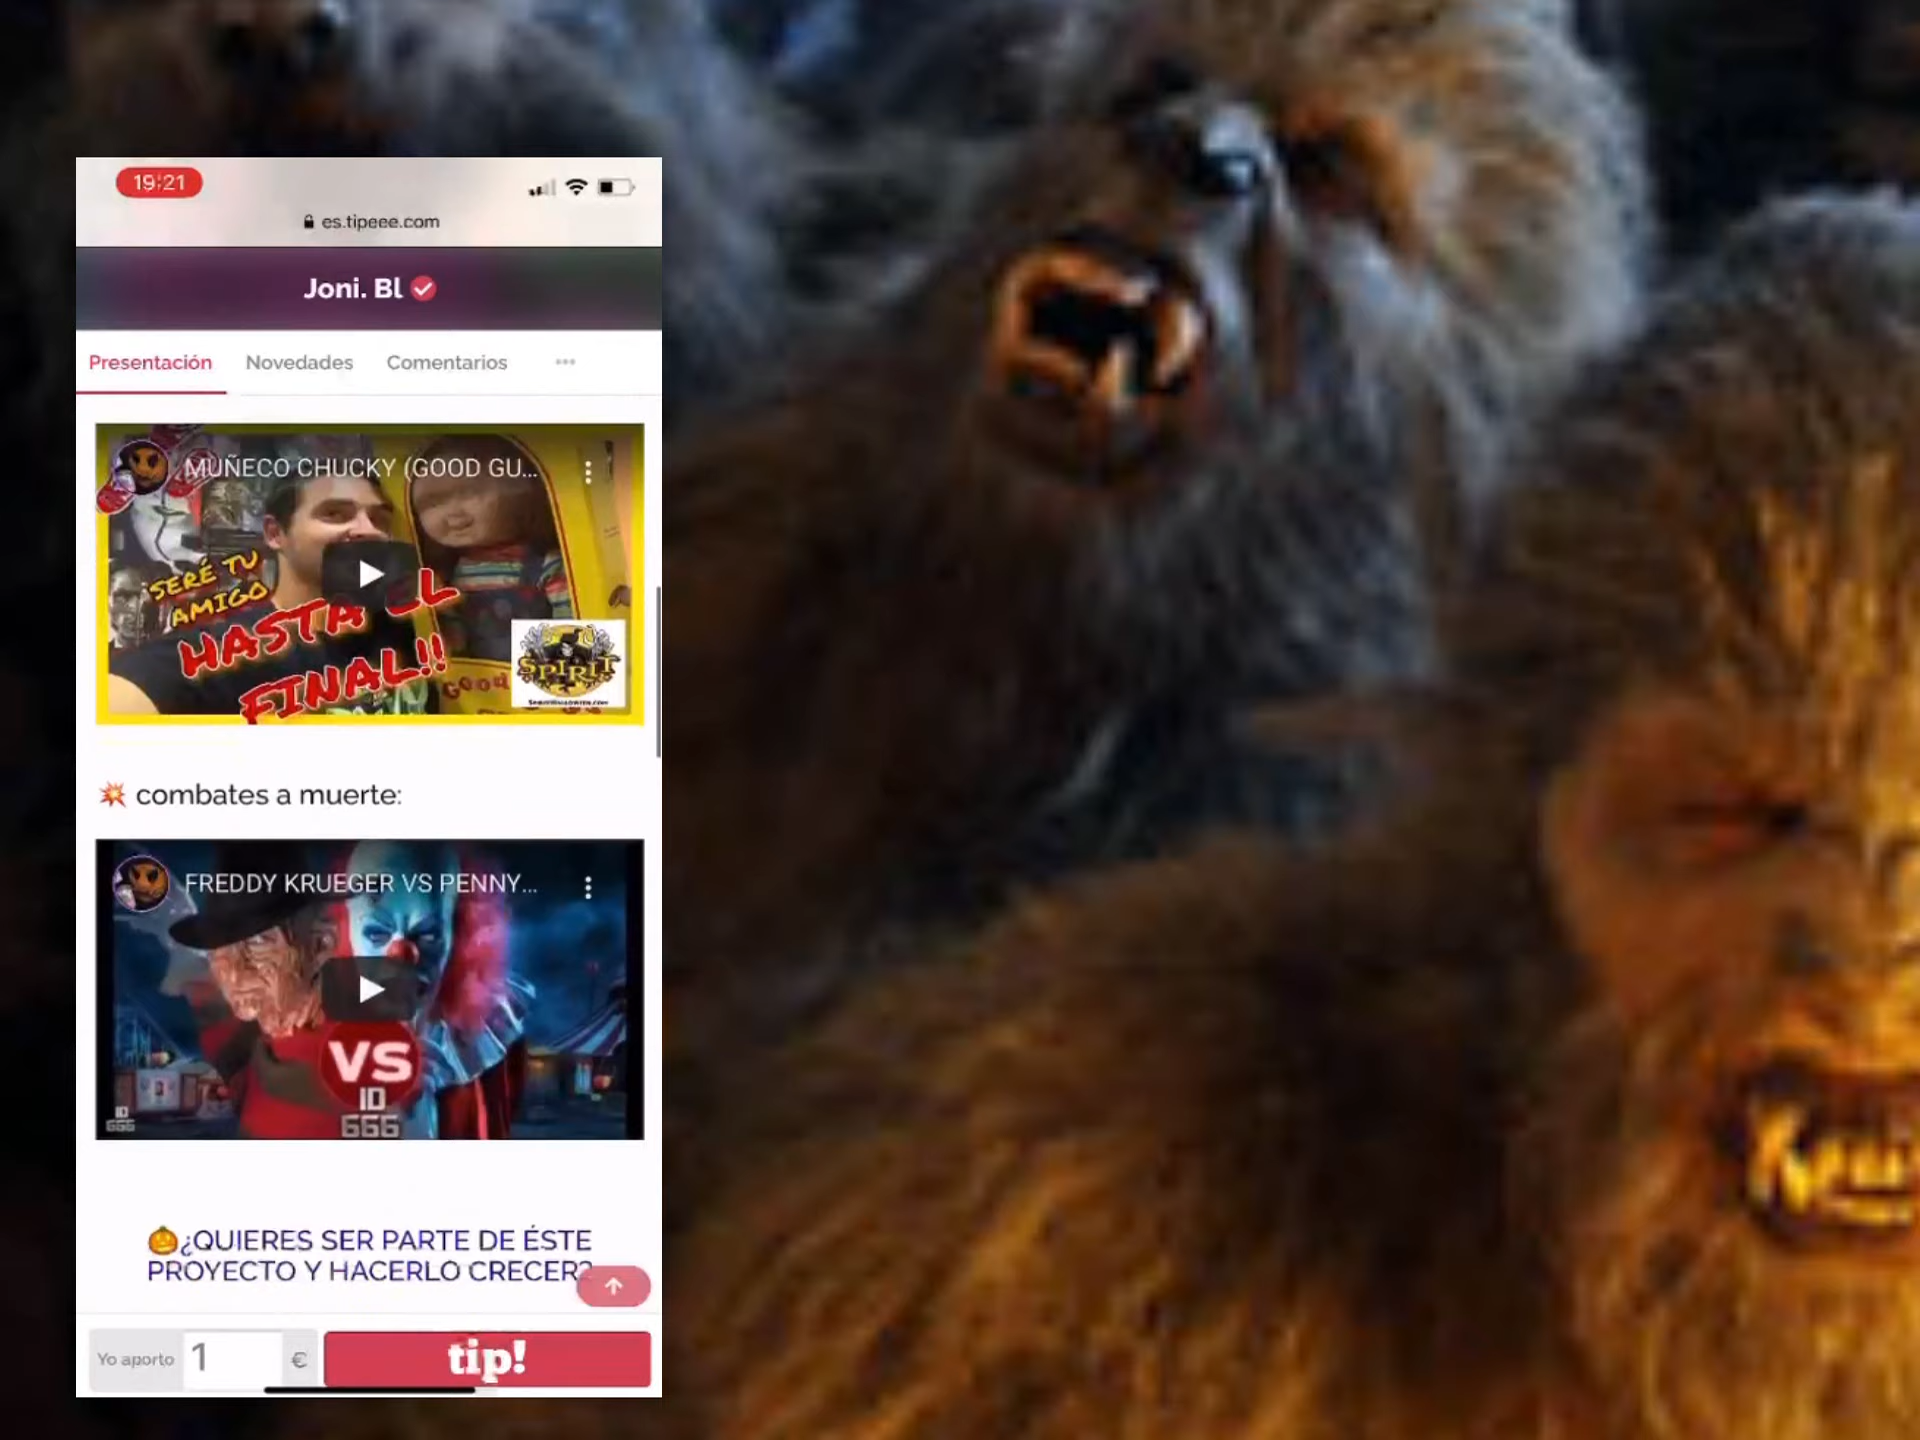 19:21
es.tipeee.com
Joni. Bl
Presentación Novedades Comentarios ...
MUÑECO CHUCKY (GOOD GU...
SERÉ TU
AMIGO
HASTA EL
FINAL!!
Good
SPIRIT
combates a muerte:
FREDDY KRUEGER VS PENNY...
VS
ID
666
ID
666
¿QUIERES SER PARTE DE ÉSTE
PROYECTO Y HACERLO CRECER?
Yo aporto 1 € tip!